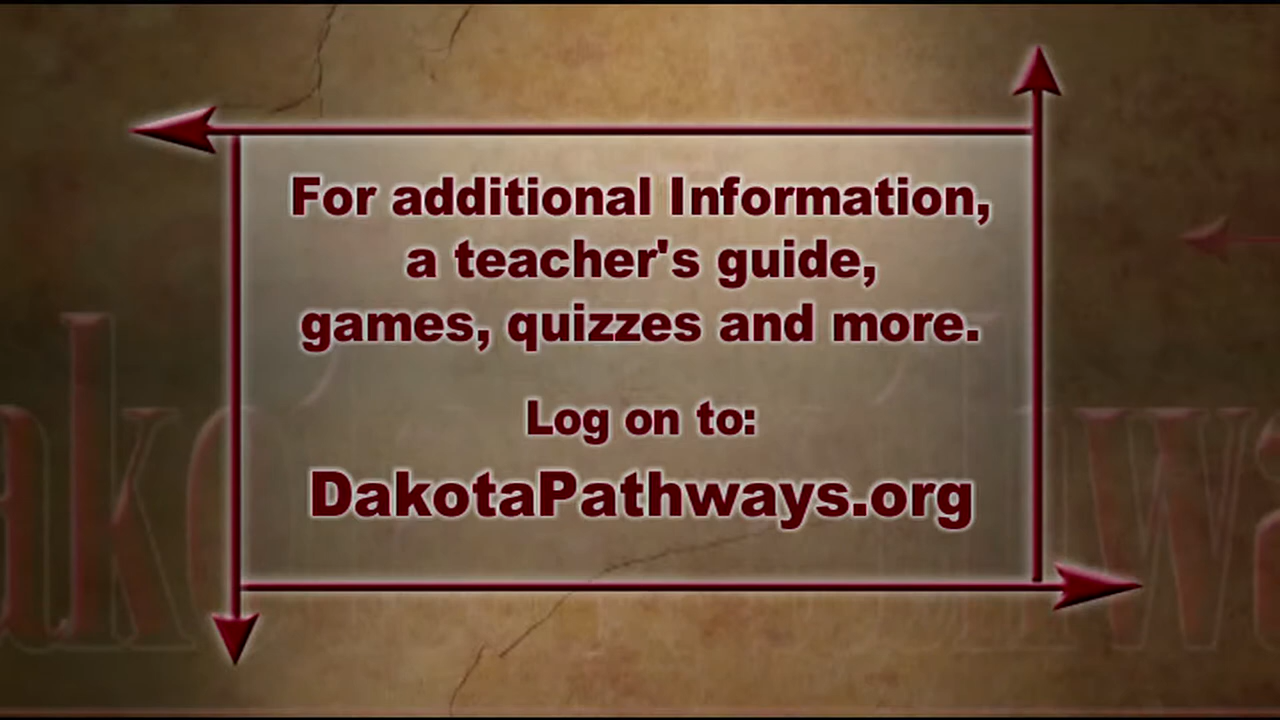 For additional Information,
a teacher's guide,
games, quizzes and more.
Log on to:
DakotaPathways.org